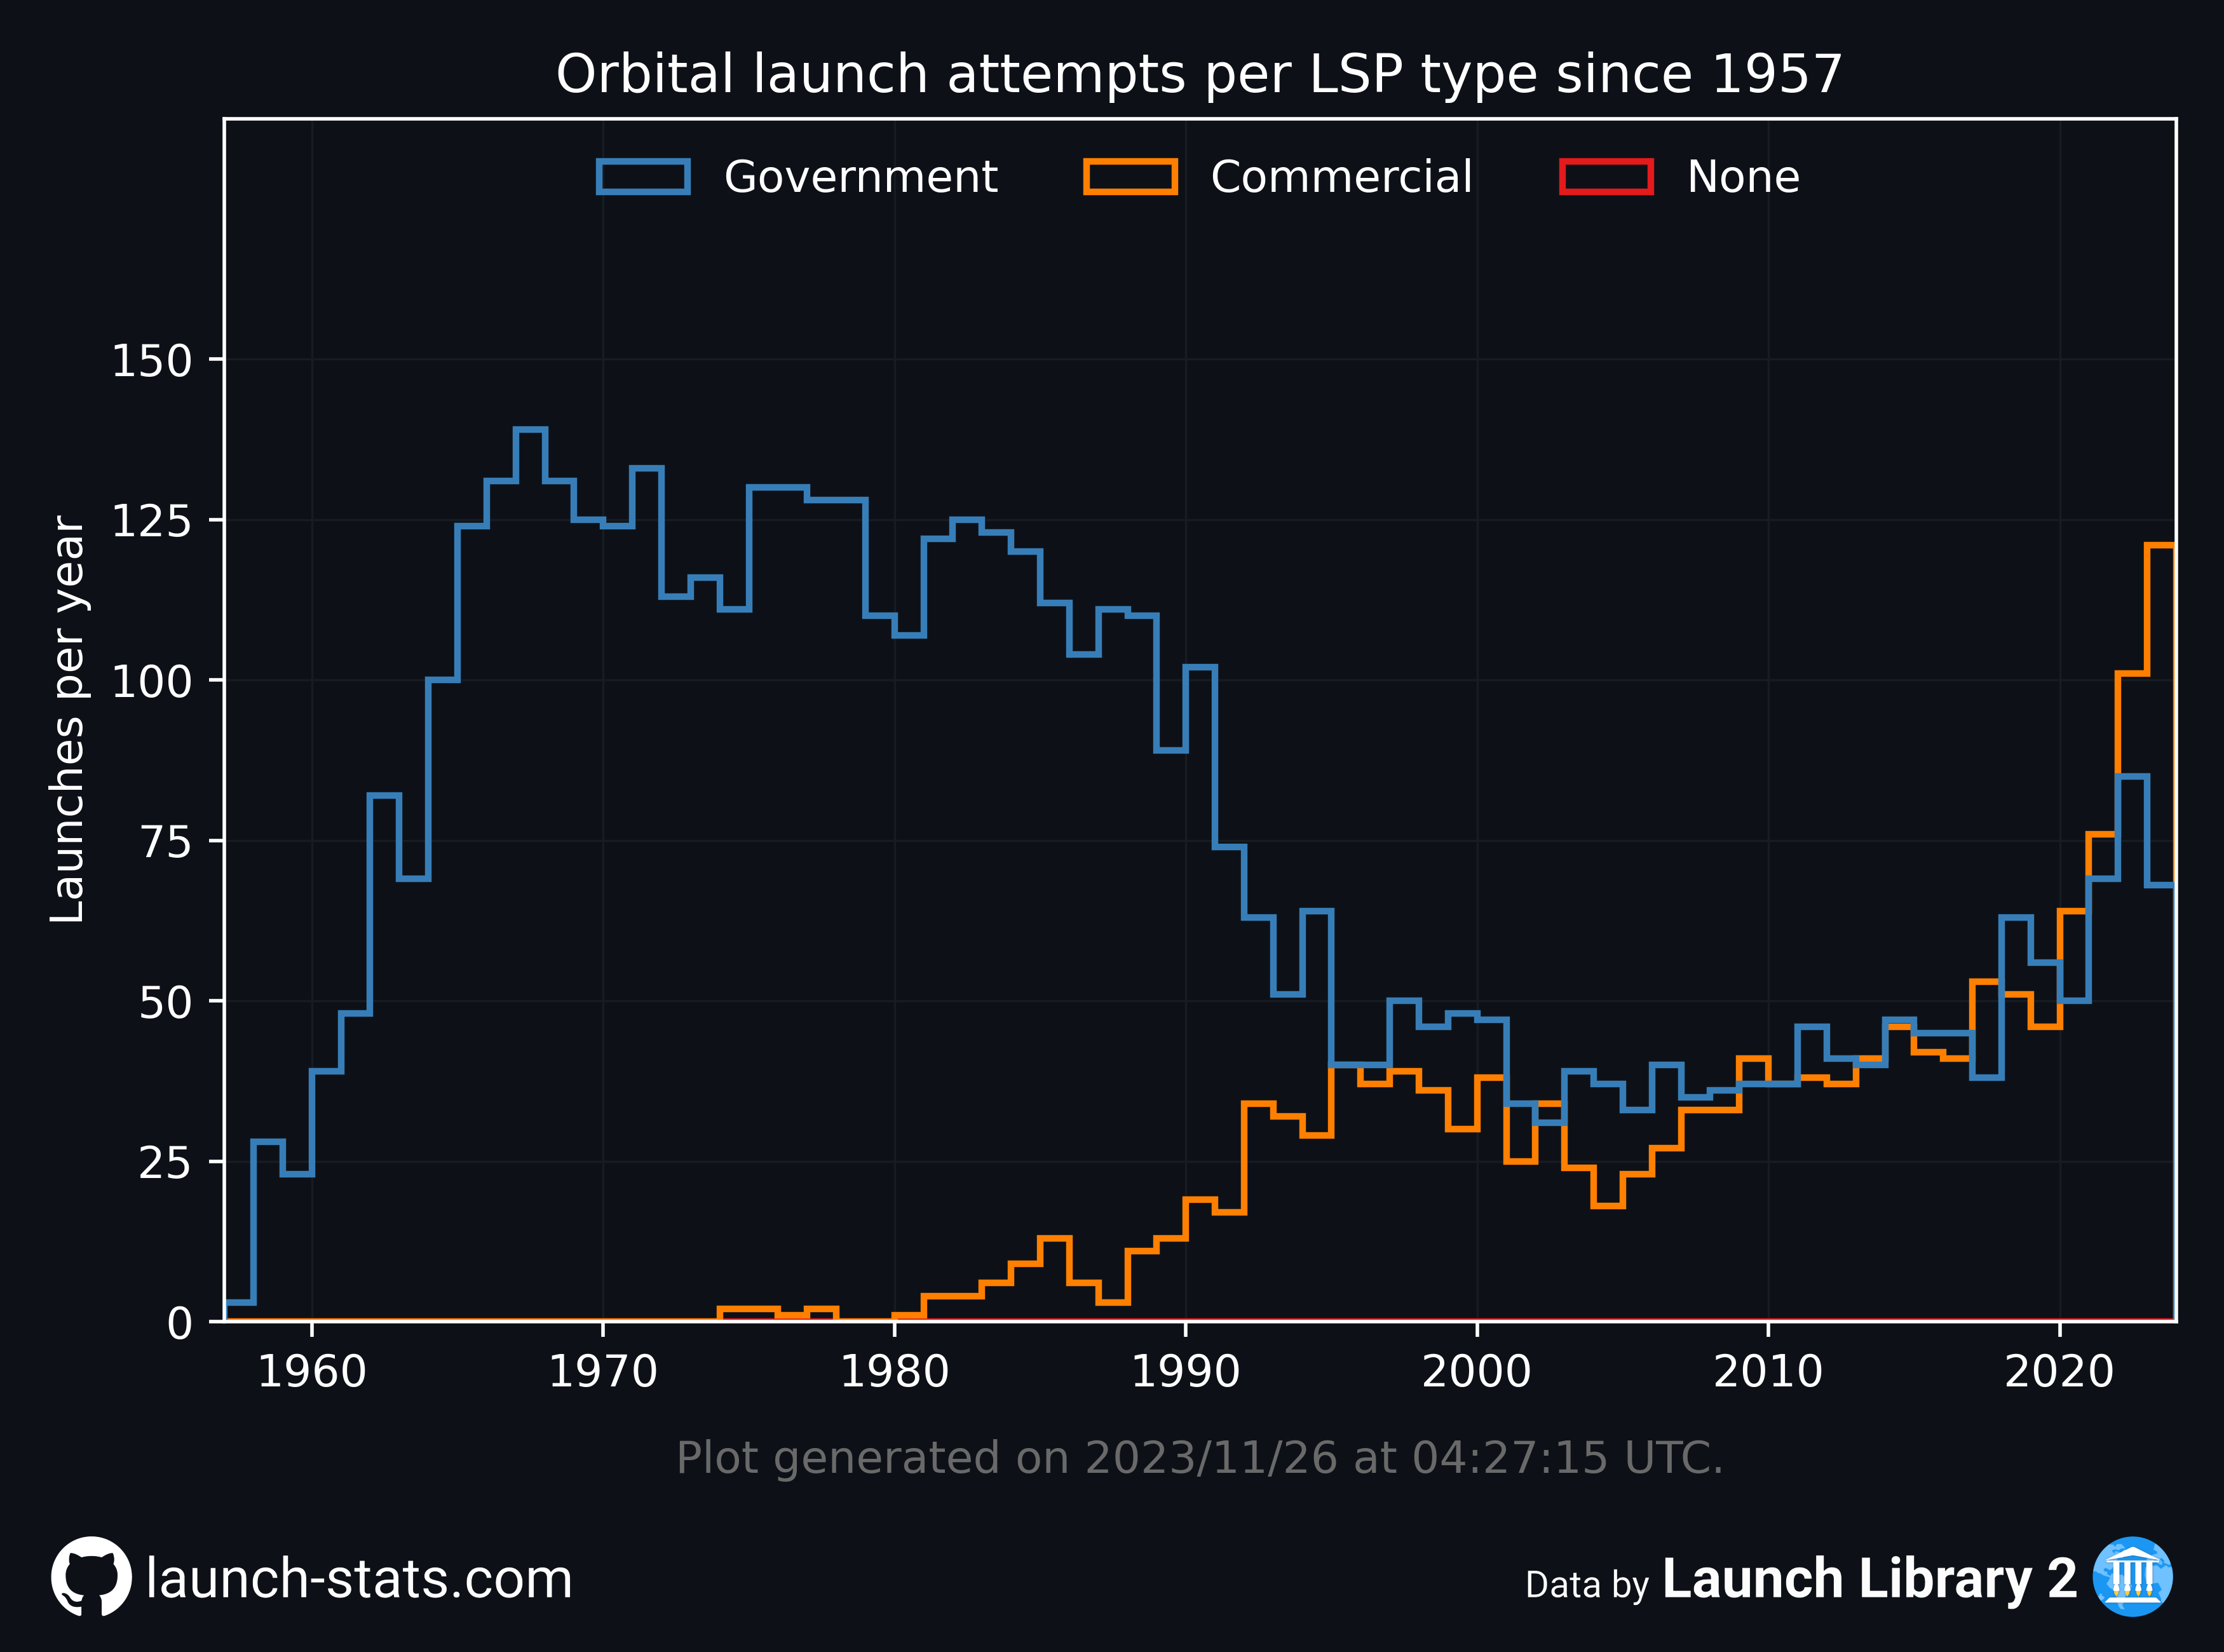 Orbital launch attempts per LSP type since 1957
Government
Commercial
None
Launches per year
150
125
100
75
50
25
0
1960 1970 1980 1990 2000 2010 2020
Plot generated on 2023/11/26 at 04:27:15 UTC.
launch-stats.com
Data by Launch Library 2